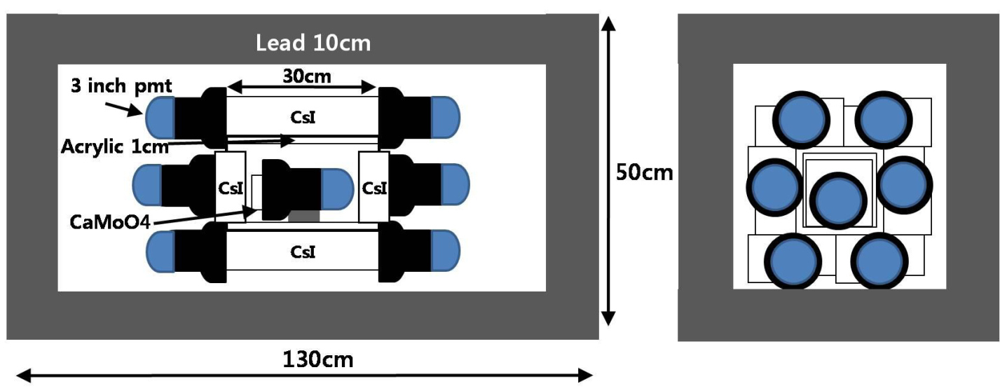 Lead 10cm
30cm
3 inch pmt
CsI
Acrylic 1cm
CsI
CsI
50cm
CaMoO4
CsI
130cm